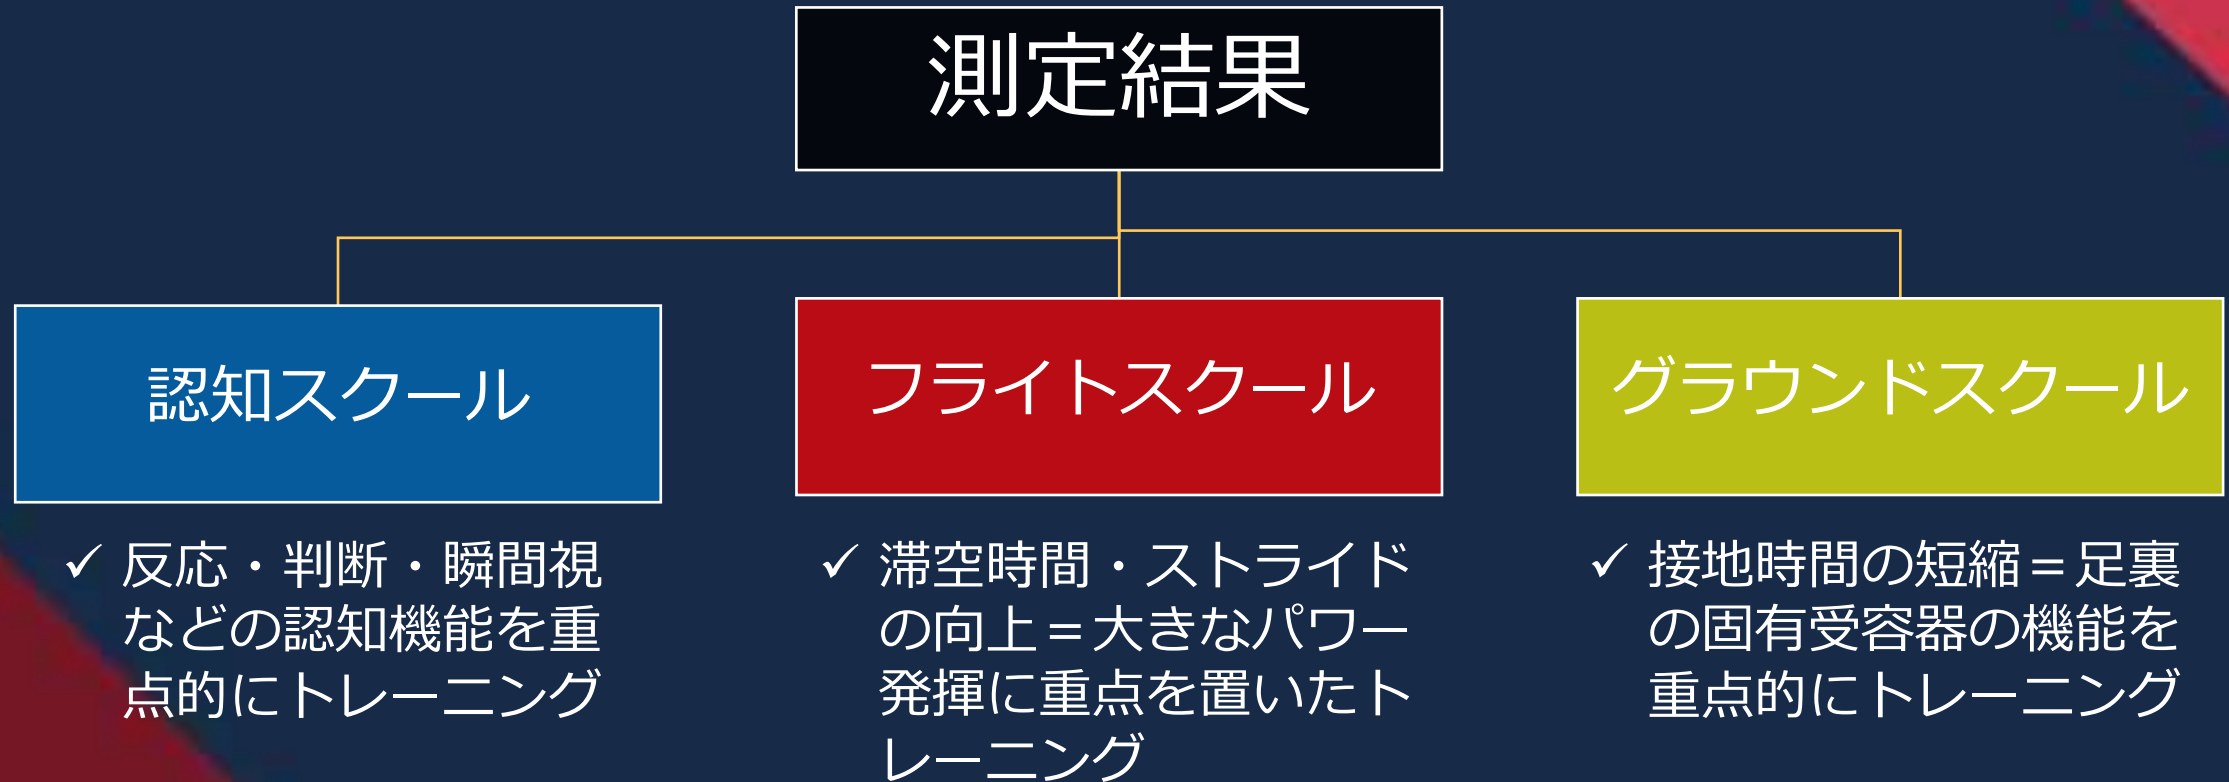 測定結果
認知スクール
フライトスクール
グラウンドスクール
✓ 反応・判断・瞬間視
などの認知機能を重
点的にトレーニング
✓ 滞空時間・ストライド
の向上＝大きなパワー
発揮に重点を置いたト
レーニング
✓ 接地時間の短縮＝足裏
の固有受容器の機能を
重点的にトレーニング